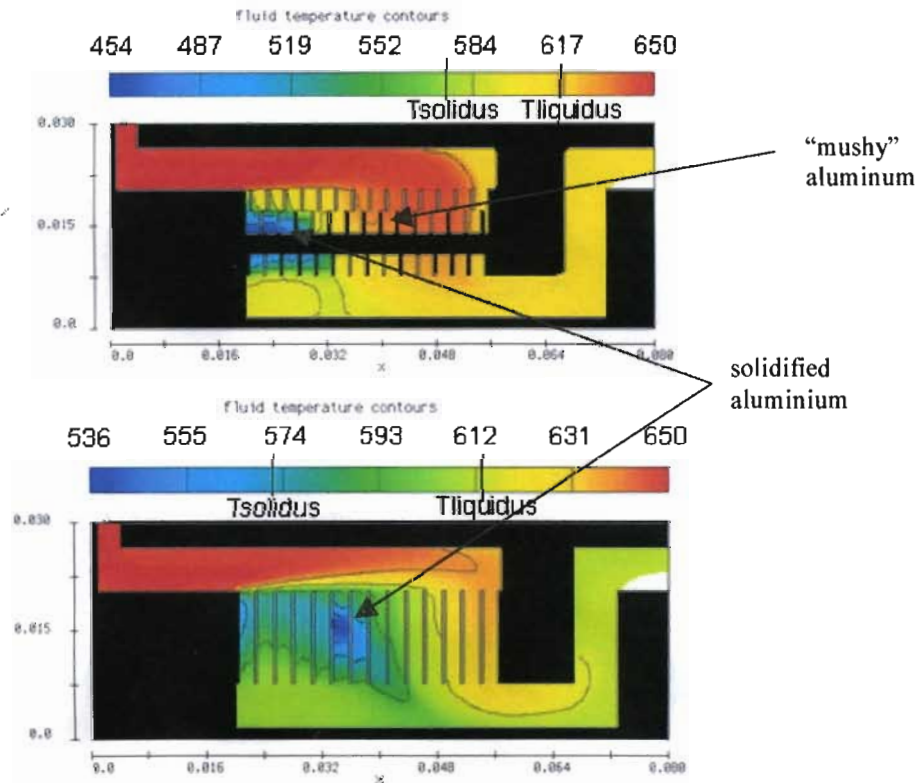 fluid temperature contours
454 487 519 552 584 617 650
Tsolidus Tliquidus
0.030
0.015
0.0
0.0 0.016 0.032 0.048 0.064 0.080
x
“mushy”
aluminum
solidified
aluminium
fluid temperature contours
536 555 574 593 612 631 650
Tsolidus Tliquidus
0.030
0.015
0.0
0.0 0.016 0.032 0.048 0.064 0.080
x